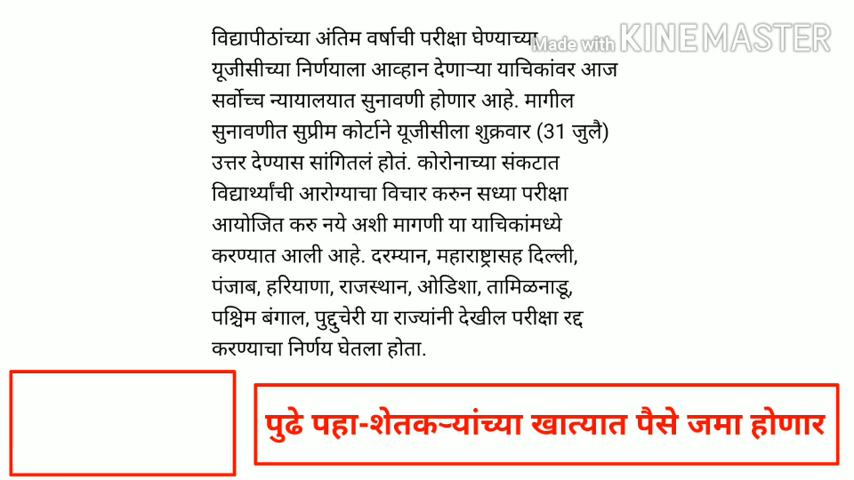 विद्यापीठांच्या अंतिम वर्षाची परीक्षा घेण्याच्या
Made with KINEMASTER
यूजीसीच्या निर्णयाला आव्हान देणाऱ्या याचिकांवर आज
सर्वोच्च न्यायालयात सुनावणी होणार आहे. मागील
सुनावणीत सुप्रीम कोर्टाने यूजीसीला शुक्रवार (31 जुलै)
उत्तर देण्यास सांगितलं होतं. कोरोनाच्या संकटात
विद्यार्थ्यांची आरोग्याचा विचार करुन सध्या परीक्षा
आयोजित करु नये अशी मागणी या याचिकांमध्ये
करण्यात आली आहे. दरम्यान, महाराष्ट्रासह दिल्ली,
पंजाब, हरियाणा, राजस्थान, ओडिशा, तामिळनाडू,
पश्चिम बंगाल, पुद्दुचेरी या राज्यांनी देखील परीक्षा रद्द
करण्याचा निर्णय घेतला होता.
पुढे पहा-शेतकऱ्यांच्या खात्यात पैसे जमा होणार